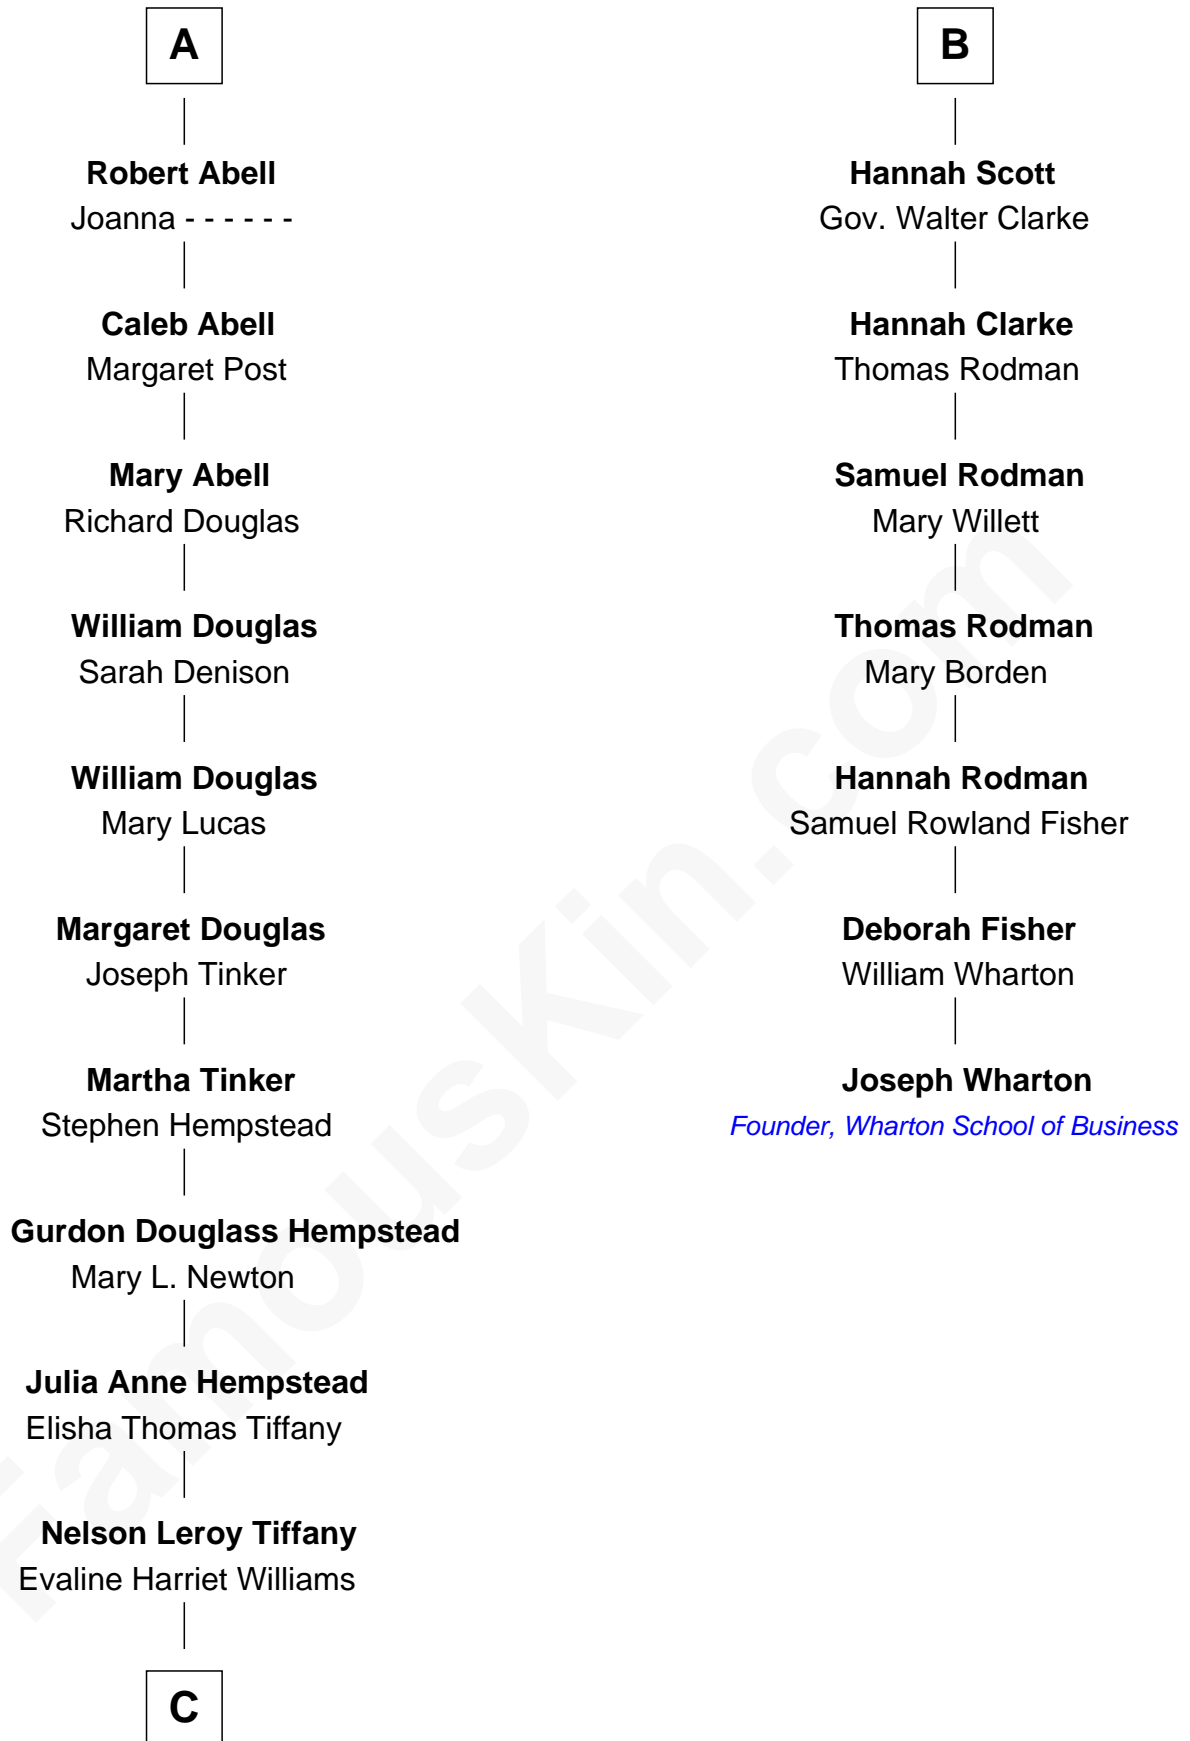 A
Robert Abell
Joanna - - - - - -
Caleb Abell
Margaret Post
Mary Abell
Richard Douglas
William Douglas
Sarah Denison
William Douglas
Mary Lucas
Margaret Douglas
Joseph Tinker
Martha Tinker
Stephen Hempstead
Gurdon Douglass Hempstead
Mary L. Newton
Julia Anne Hempstead
Elisha Thomas Tiffany
Nelson Leroy Tiffany
Evaline Harriet Williams
C
B
Hannah Scott
Gov. Walter Clarke
Hannah Clarke
Thomas Rodman
Samuel Rodman
Mary Willett
Thomas Rodman
Mary Borden
Hannah Rodman
Samuel Rowland Fisher
Deborah Fisher
William Wharton
Joseph Wharton
Founder, Wharton School of Business
FamousKin.com